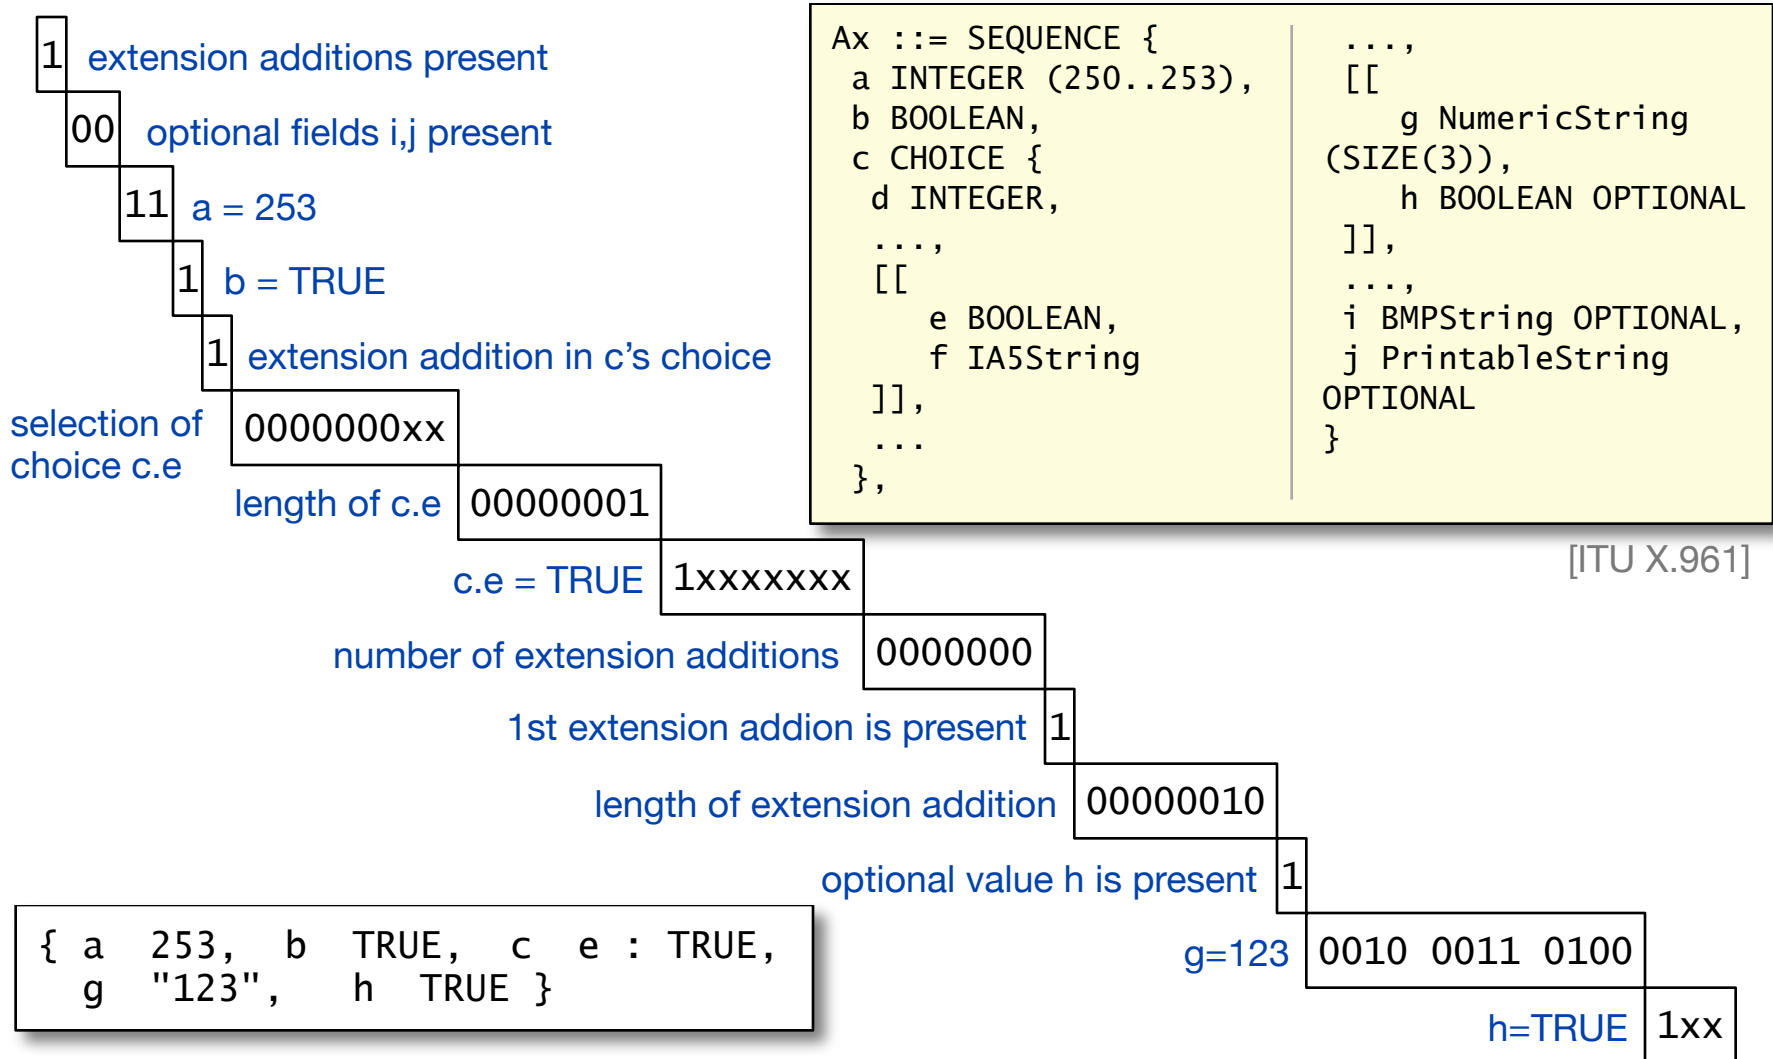 1 extension additions present
00 optional fields i,j present
11 a = 253
1 b = TRUE
1 extension addition in c's choice
selection of
choice c.e
0000000xx
length of c.e 00000001
c.e = TRUE 1xxxxxxx
number of extension additions 0000000
1st extension addion is present 1
length of extension addition 00000010
optional value h is present 1
g=123 0010 0011 0100
h=TRUE 1xx
Ax ::= SEQUENCE {
a INTEGER (250..253),
b BOOLEAN,
c CHOICE {
d INTEGER,
...,
[[
e BOOLEAN,
f IA5String
]],
...
},
...,
[[
g NumericString
(SIZE(3)),
h BOOLEAN OPTIONAL
]],
...,
i BMPString OPTIONAL,
j PrintableString
OPTIONAL
}
[ITU X.961]
{ a 253, b TRUE, c e : TRUE,
g "123", h TRUE }